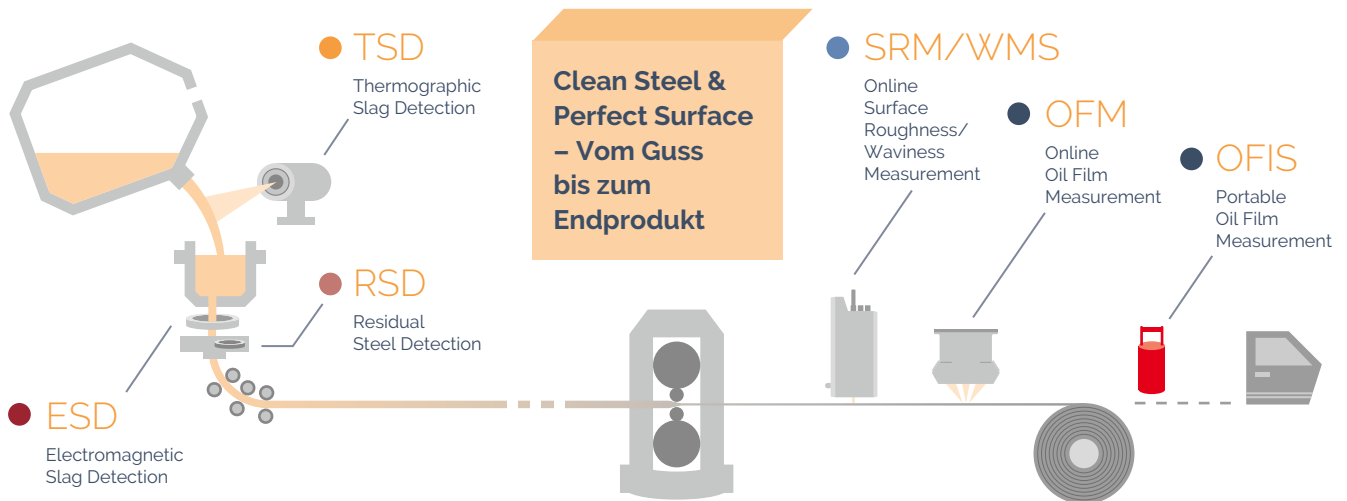 TSD
Thermographic
Slag Detection
Clean Steel &
Perfect Surface
– Vom Guss
bis zum
Endprodukt
SRM/WMS
Online
Surface
Roughness/
Waviness
Measurement
OFM
Online
Oil Film
Measurement
OFIS
Portable
Oil Film
Measurement
RSD
Residual
Steel Detection
ESD
Electromagnetic
Slag Detection